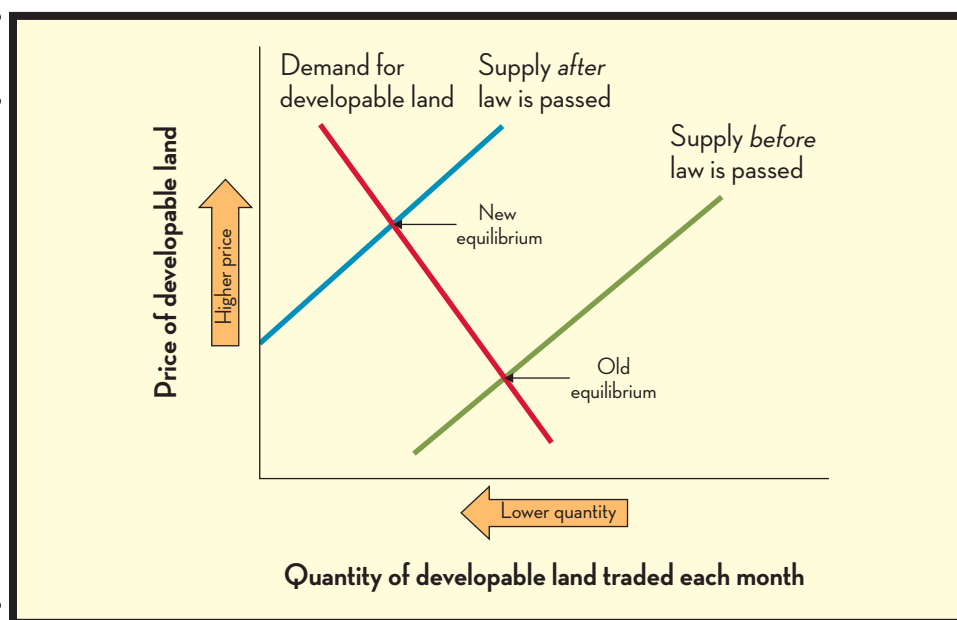 Demand for
developable land
Supply after
law is passed
Supply before
law is passed
Price of developable land
Higher price
New
equilibrium
Old
equilibrium
Lower quantity
Quantity of developable land traded each month